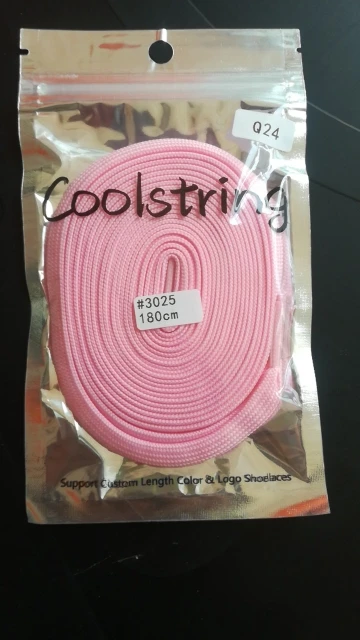 Q24
Coolstring
#3025
180cm
Support Custom Length Color & Logo Shoelaces